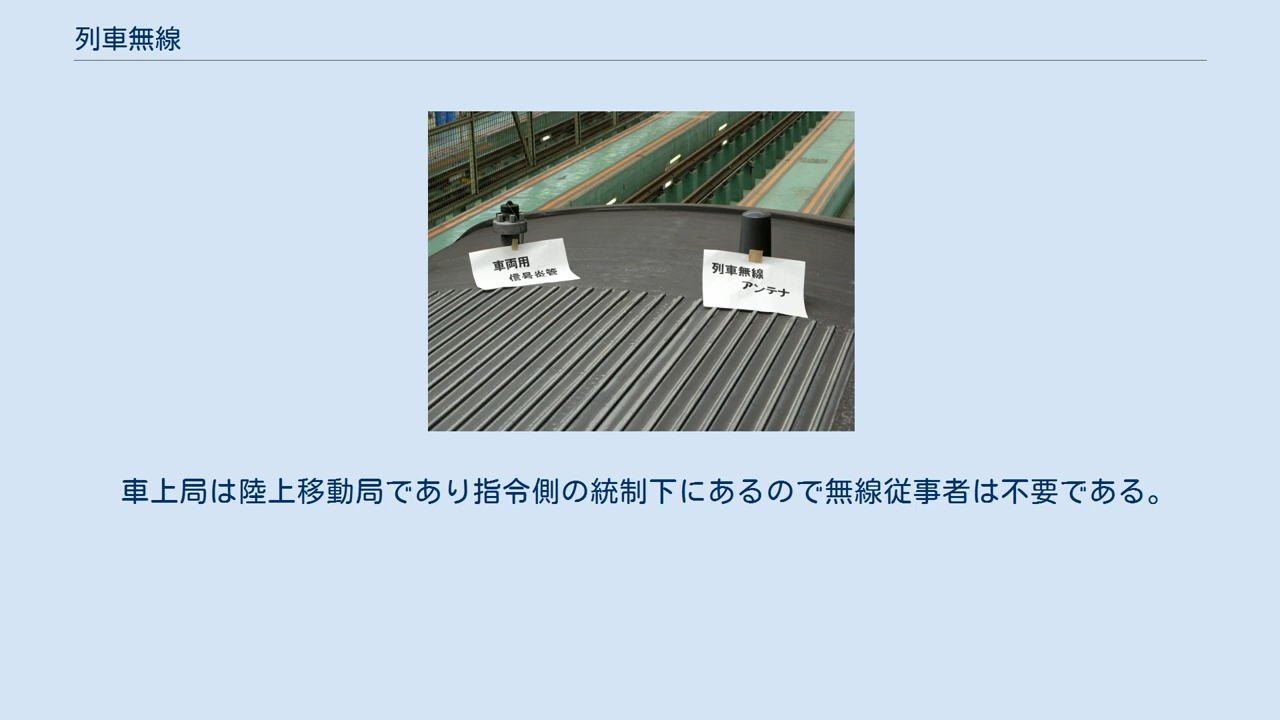 列車無線
車両用
信号炎管
列車無線
アンテナ
車上局は陸上移動局であり指令側の統制下にあるので無線従事者は不要である。